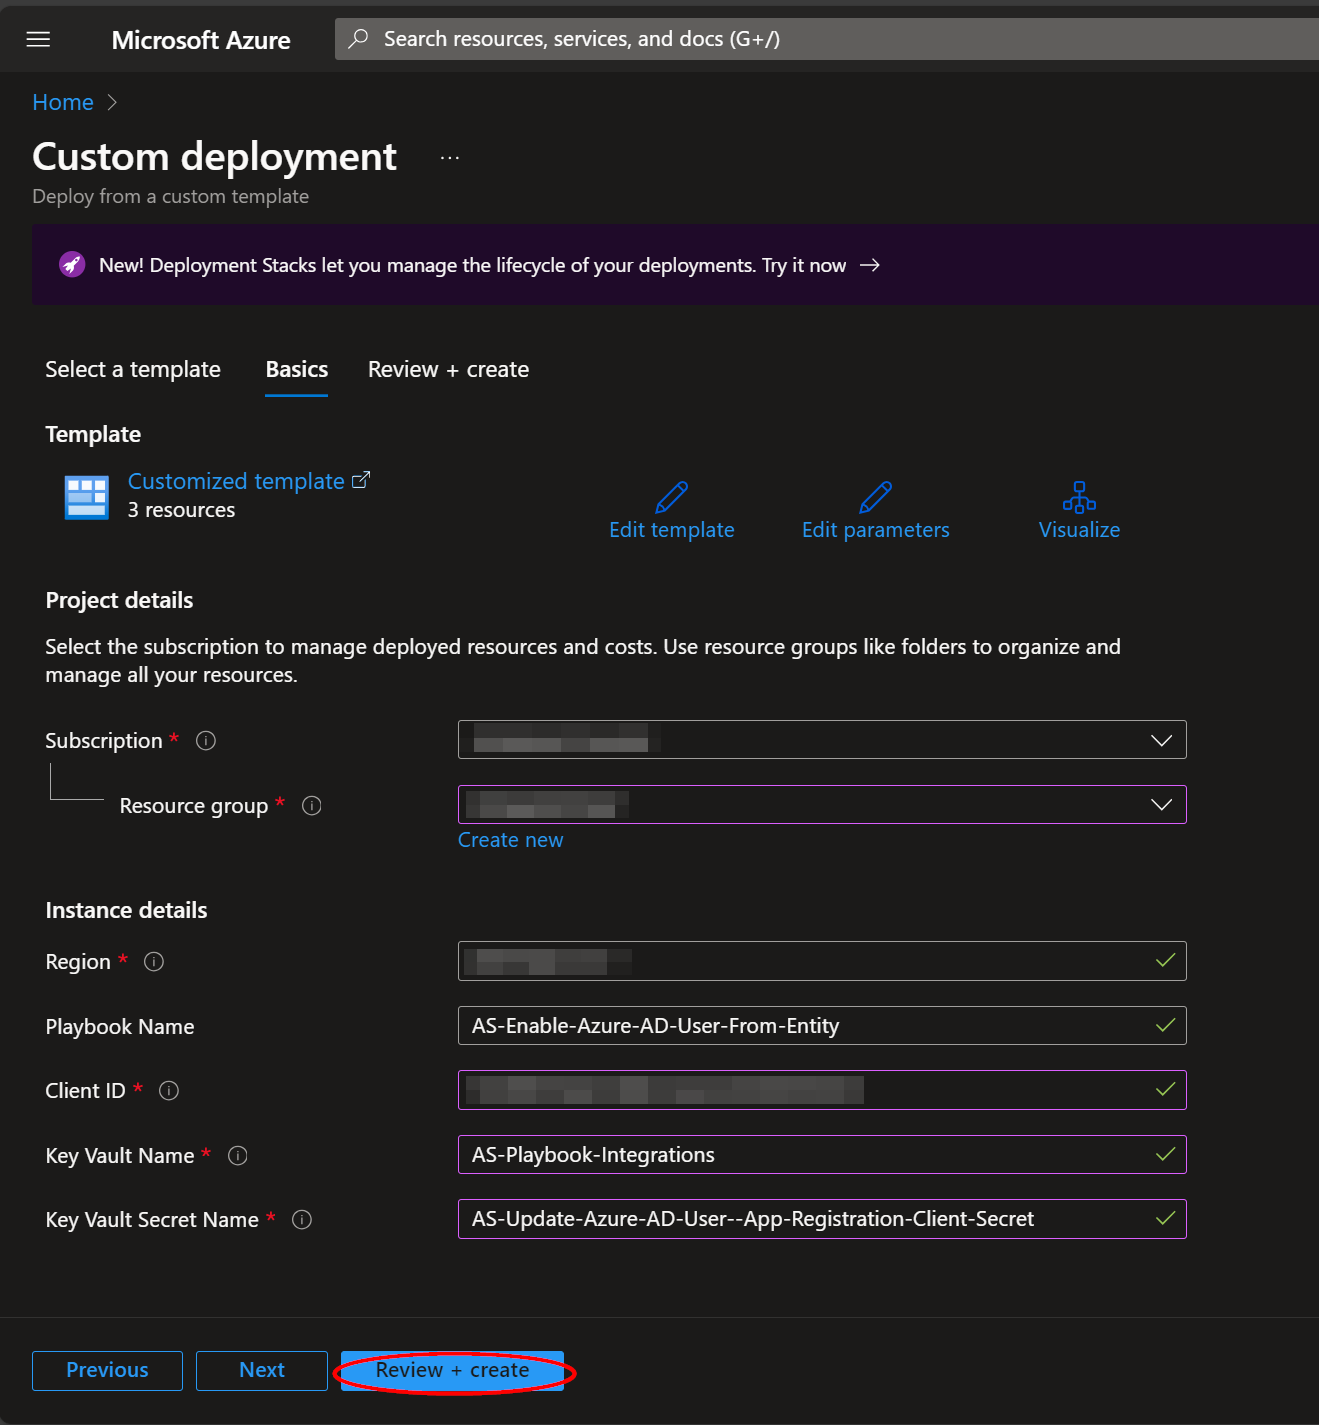 Microsoft Azure
Search resources, services, and docs (G+/)
Home
Custom deployment
...
Deploy from a custom template
New! Deployment Stacks let you manage the lifecycle of your deployments. Try it now →
Select a template
Basics
Review + create
Template
Customized template
3 resources
Edit template
Edit parameters
Visualize
Project details
Select the subscription to manage deployed resources and costs. Use resource groups like folders to organize and
manage all your resources.
Subscription *
Resource group *
Create new
Instance details
Region *
Playbook Name
AS-Enable-Azure-AD-User-From-Entity
Client ID *
Key Vault Name *
AS-Playbook-Integrations
Key Vault Secret Name *
AS-Update-Azure-AD-User--App-Registration-Client-Secret
Previous
Next
Review + create